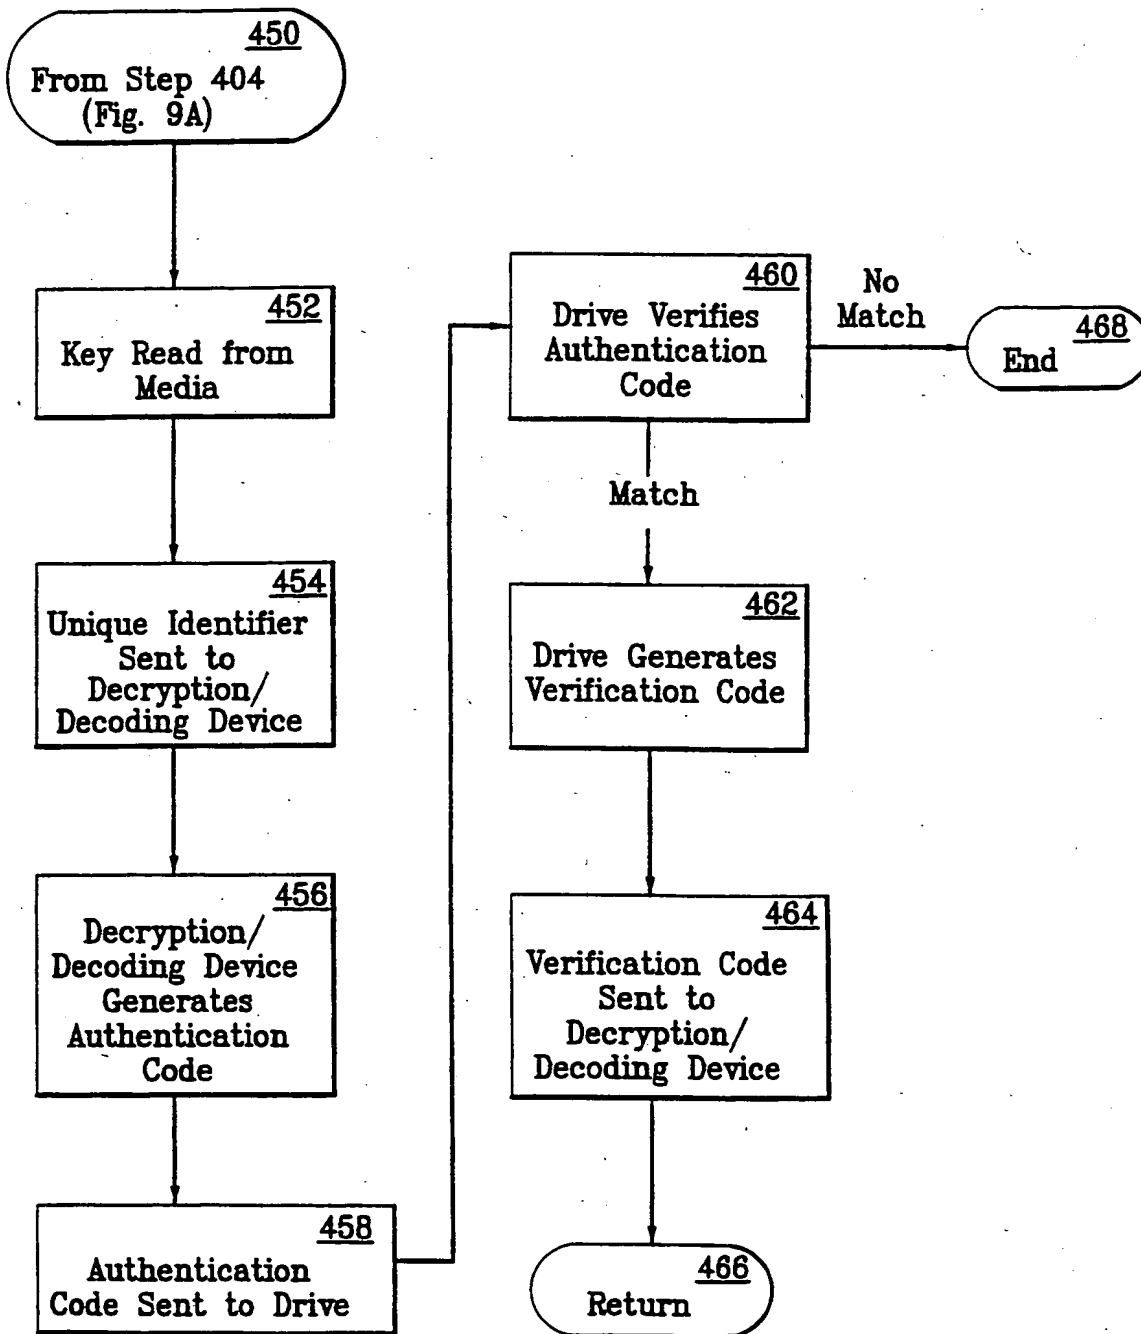 450
From Step 404
(Fig. 9A)
452
Key Read from
Media
454
Unique Identifier
Sent to
Decryption/
Decoding Device
456
Decryption/
Decoding Device
Generates
Authentication
Code
458
Authentication
Code Sent to Drive
460
Drive Verifies
Authentication
Code
No
Match
468
End
Match
462
Drive Generates
Verification Code
464
Verification Code
Sent to
Decryption/
Decoding Device
466
Return